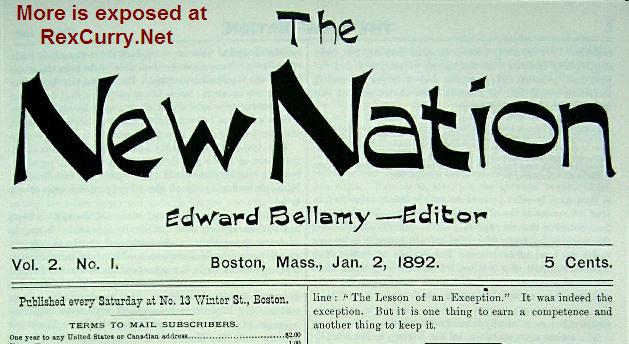 More is exposed at
RexCurry.Net
The
New Nation
Edward Bellamy—Editor
Vol. 2. No. 1. Boston, Mass., Jan. 2, 1892. 5 Cents.
Published every Saturday at No. 13 Winter St., Boston.
TERMS TO MAIL SUBSCRIBERS.
One year to any United States or Canadian address....................$2.00
1.00
line: "The Lesson of an Exception." It was indeed the
exception. But it is one thing to earn a competence and
another thing to keep it.